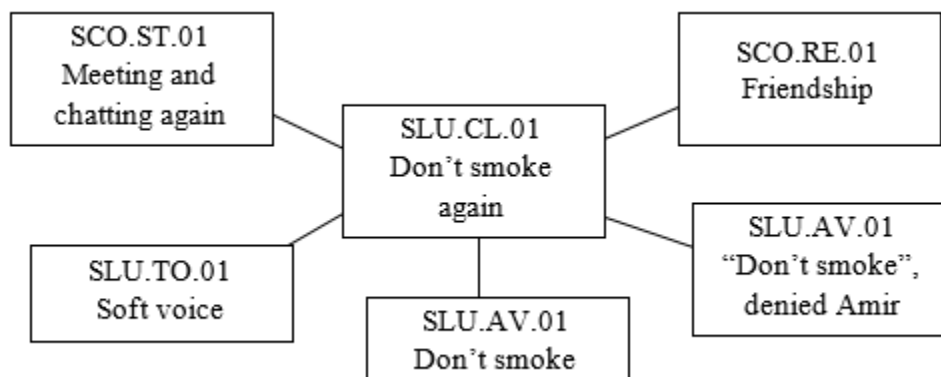 SCO.ST.01
Meeting and
chatting again
SCO.RE.01
Friendship
SLU.CL.01
Don’t smoke
again
SLU.TO.01
Soft voice
SLU.AV.01
Don’t smoke
SLU.AV.01
“Don’t smoke”,
denied Amir